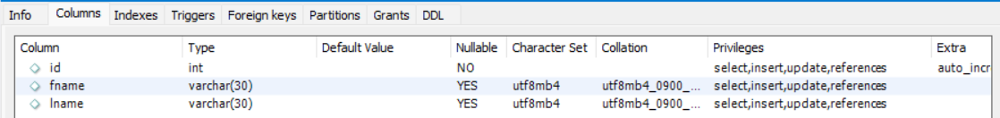 Info Columns Indexes Triggers Foreign keys Partitions Grants DDL
Column Type Default Value Nullable Character Set Collation Privileges Extra
id int NO select,insert,update,references auto_incr
fname varchar(30) YES utf8mb4 utf8mb4_0900_... select,insert,update,references
lname varchar(30) YES utf8mb4 utf8mb4_0900_... select,insert,update,references